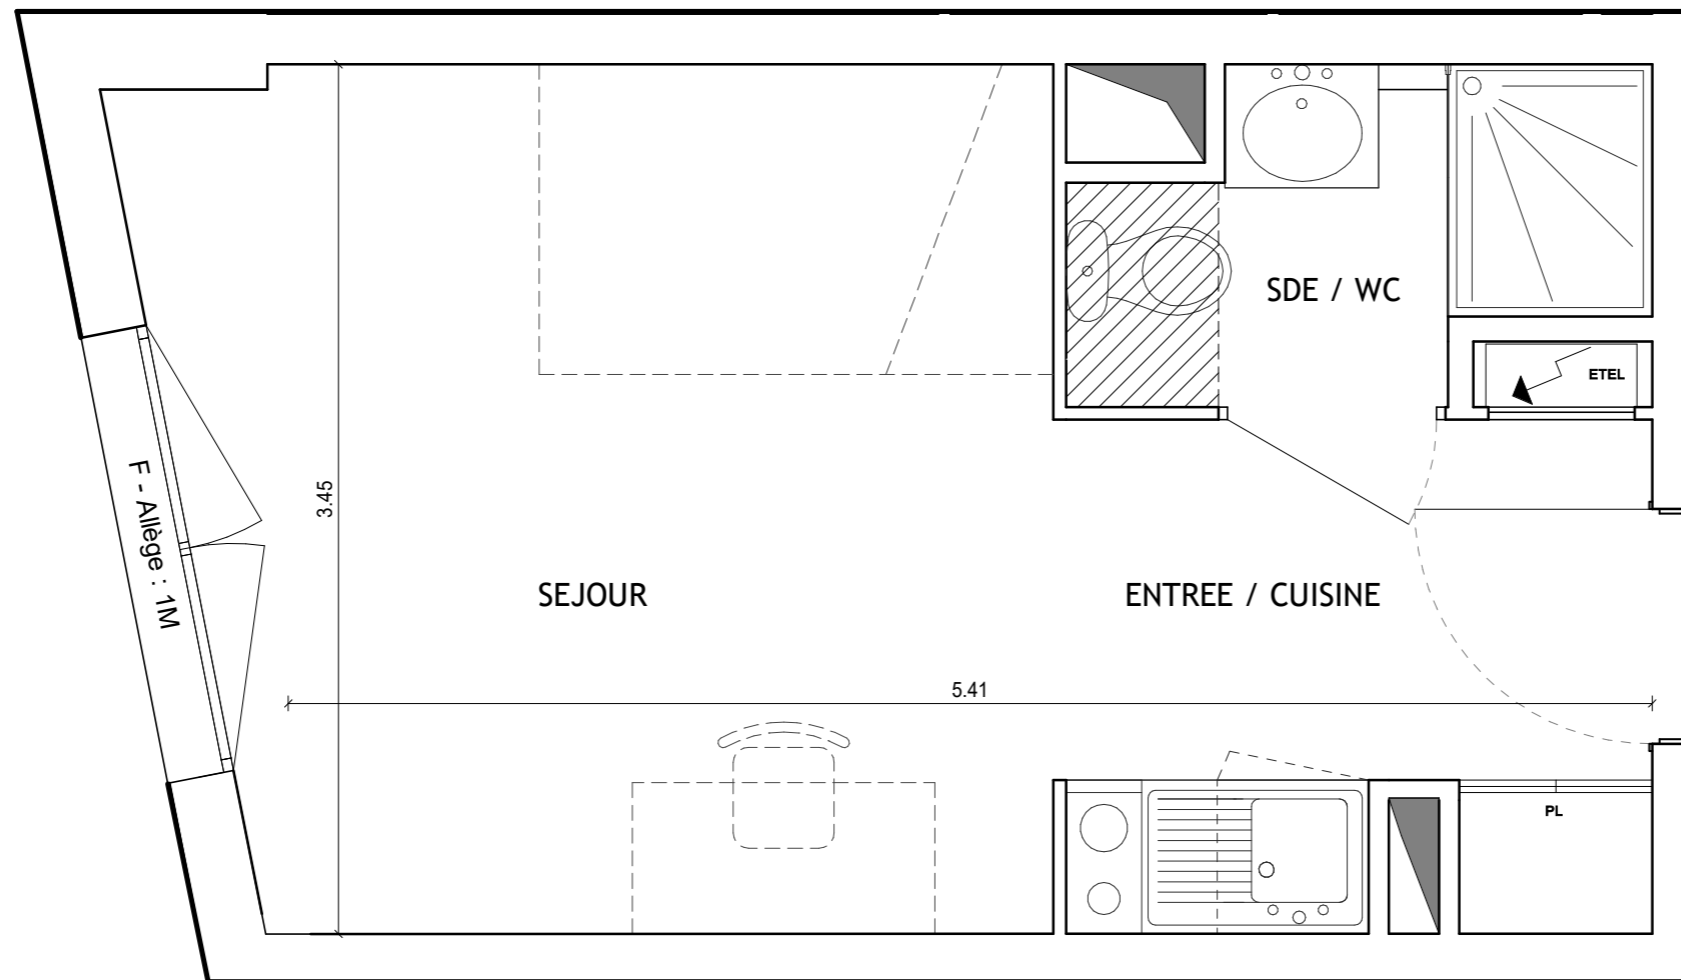 SDE / WC
ETEL
F - Allège : 1M
3.45
SEJOUR
ENTREE / CUISINE
5.41
PL